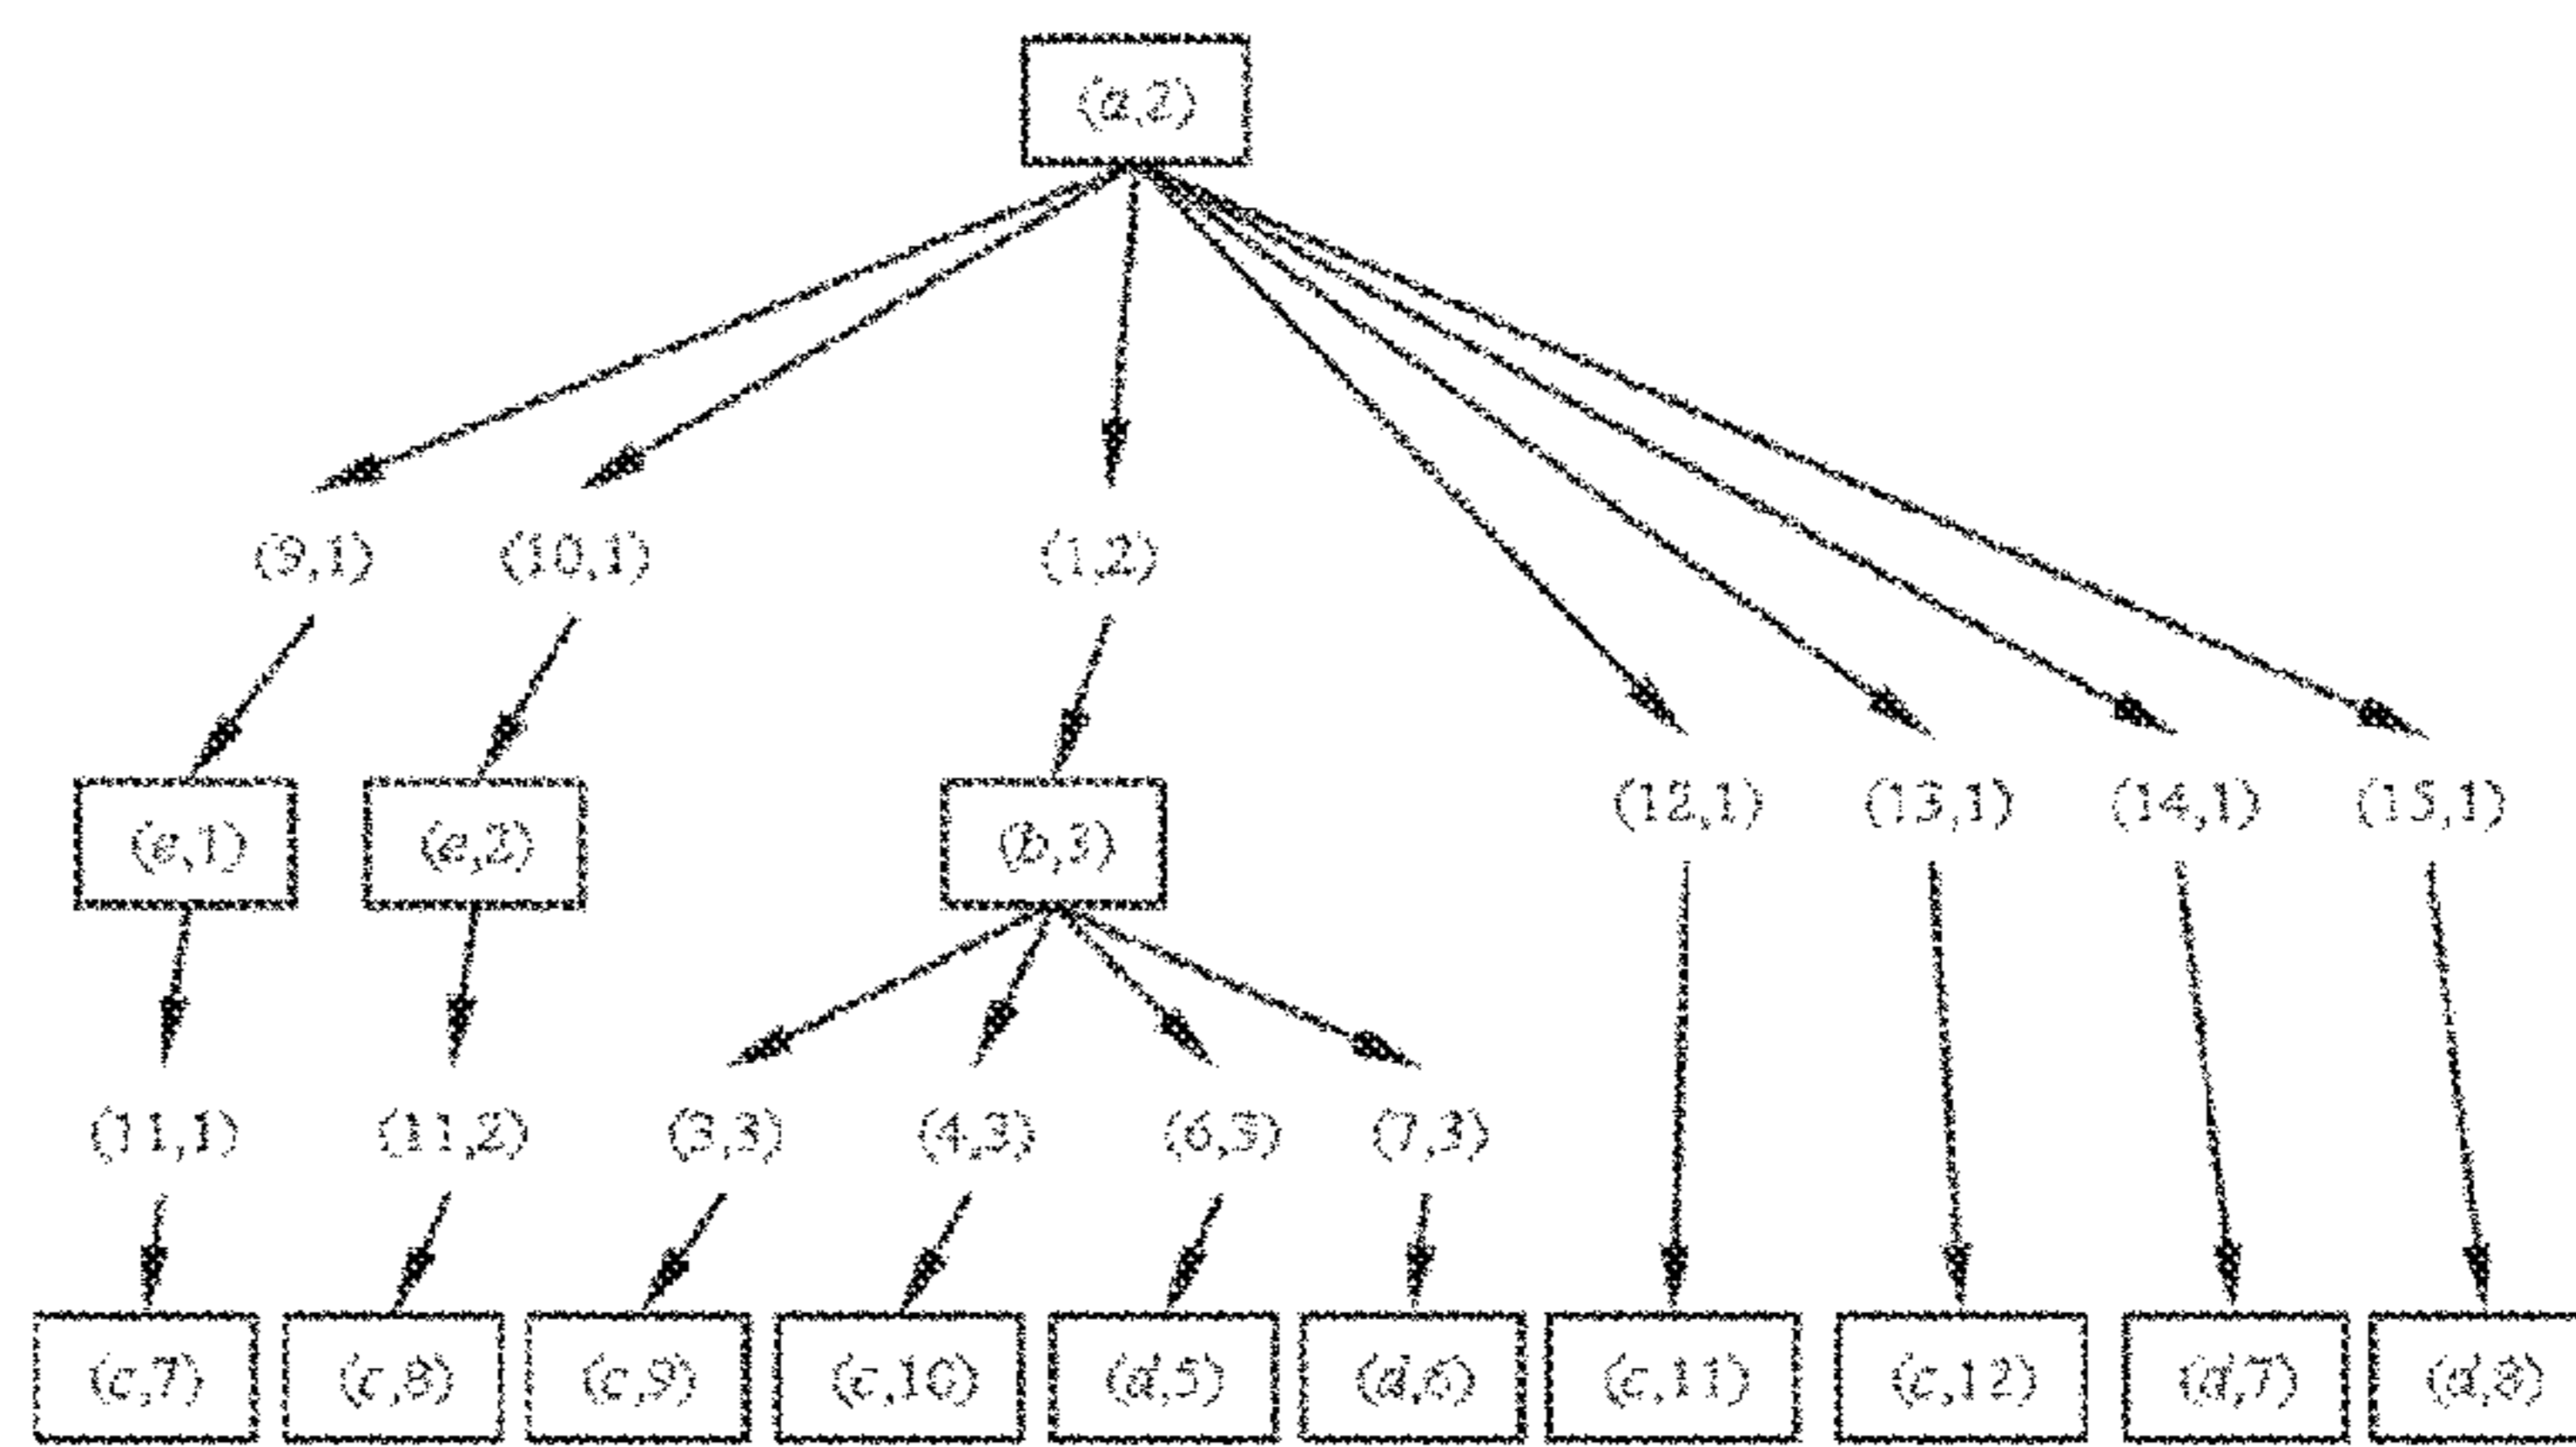 (a,2)
(9,1) (10,1) (1,2)
(12,1) (13,1) (14,1) (15,1)
(e,1) (e,2) (b,3)
(11,1) (11,2) (3,3) (4,3) (6,3) (7,3)
(c,7) (c,8) (c,9) (c,10) (d,5) (d,6) (c,11) (c,12) (d,7) (d,8)